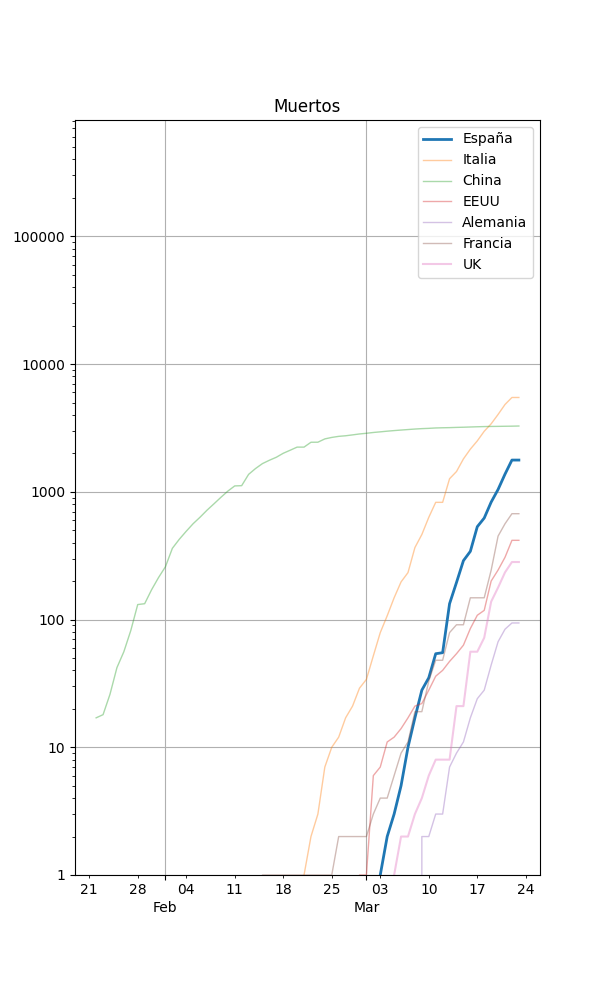 Muertos
España
Italia
China
EEUU
Alemania
Francia
UK
100000
10000
1000
100
10
1
21 28 04 11 18 25 03 10 17 24
Feb Mar